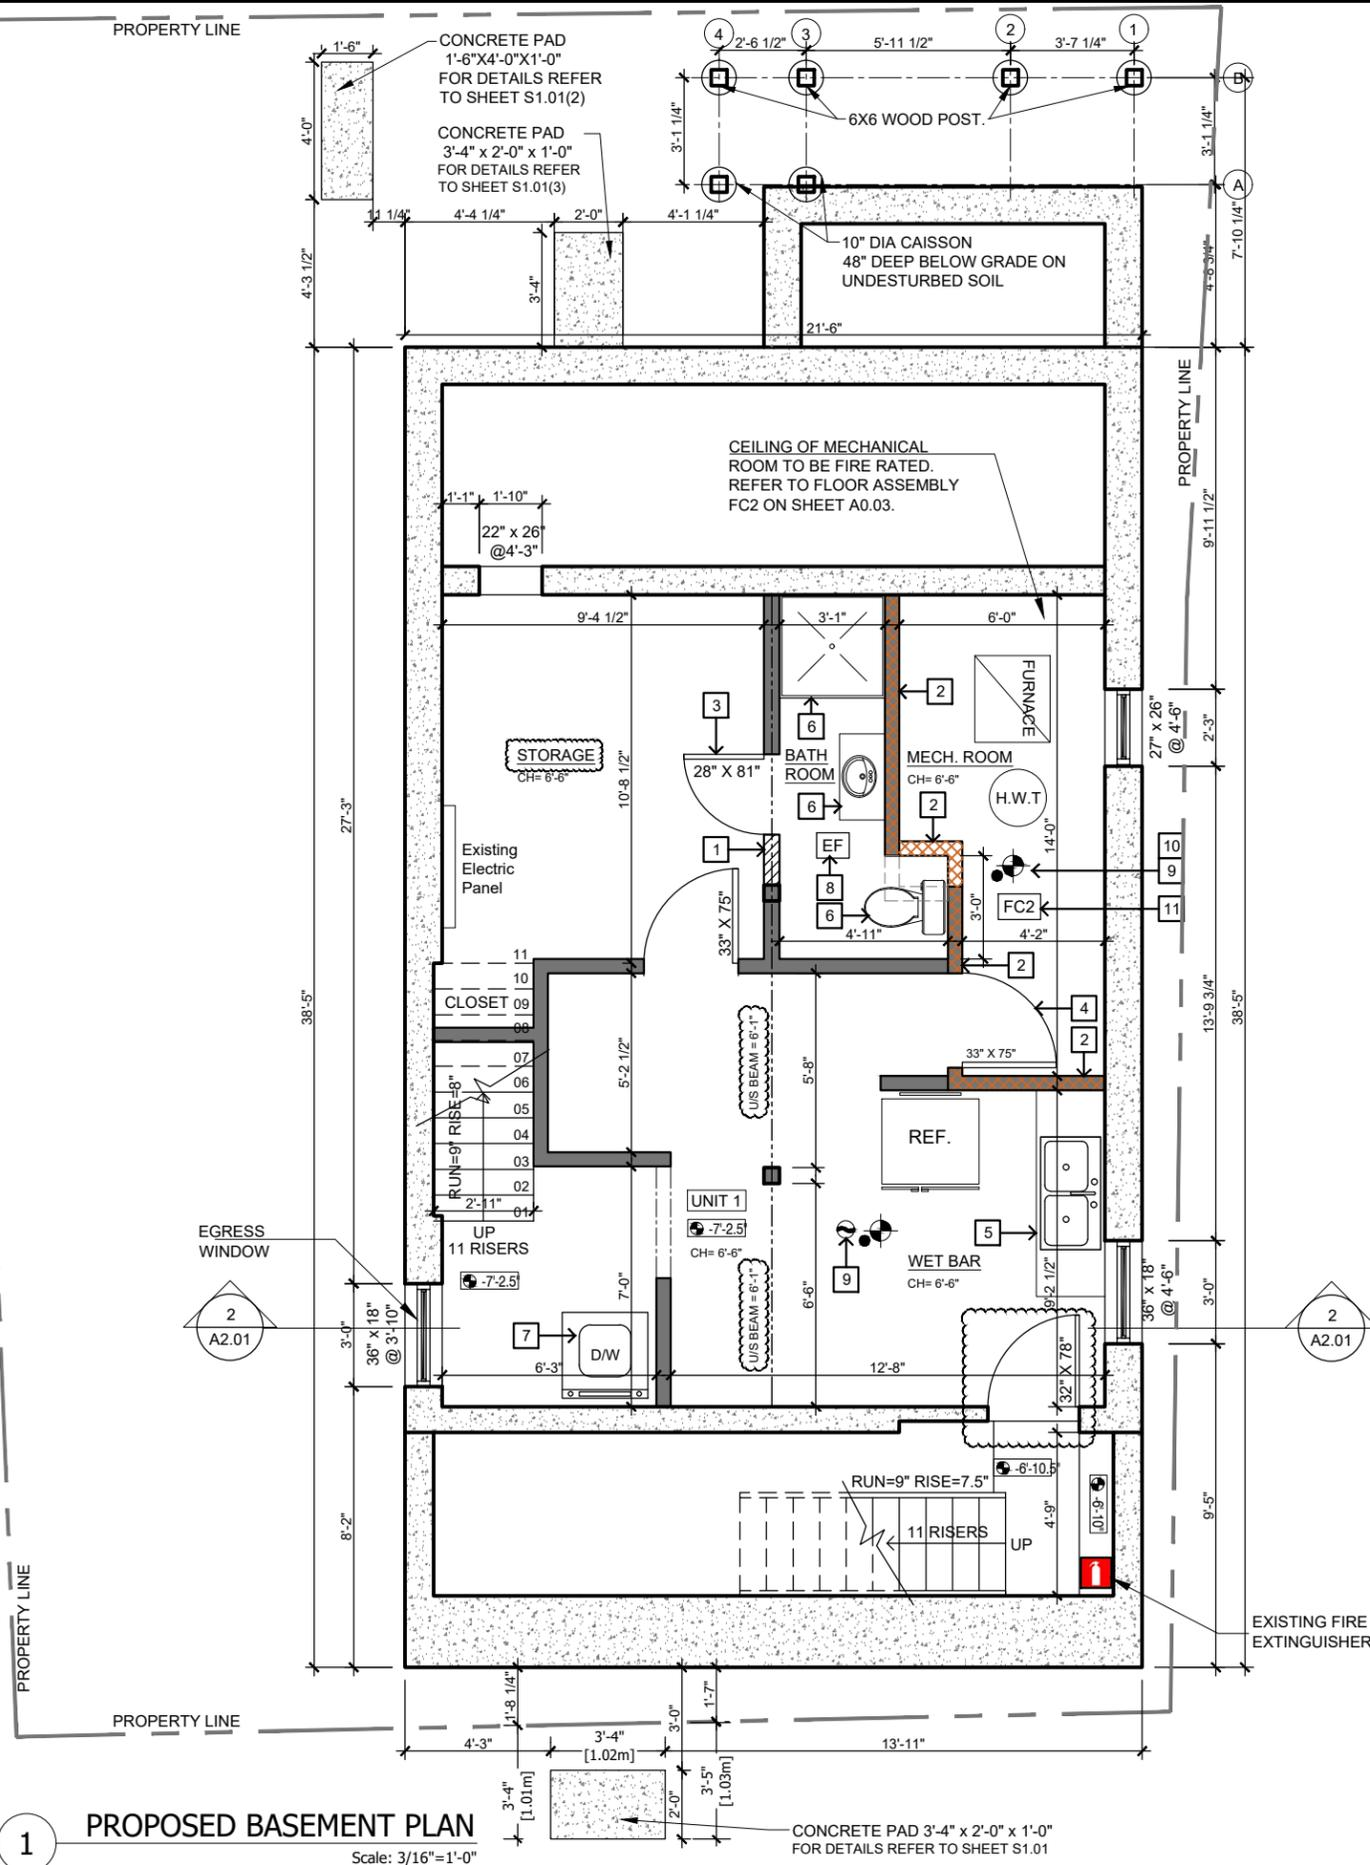 PROPERTY LINE
1'-6"
CONCRETE PAD
1'-6"X4'-0"X1'-0"
FOR DETAILS REFER
TO SHEET S1.01(2)
4'-0"
CONCRETE PAD
3'-4" x 2'-0" x 1'-0"
FOR DETAILS REFER
TO SHEET S1.01(3)
4 3 2 1
2'-6 1/2" 5'-11 1/2" 3'-7 1/4"
B
6X6 WOOD POST.
3'-1 1/4"
3'-1 1/4"
A
11 1/4" 4'-4 1/4" 2'-0" 4'-1 1/4"
10" DIA CAISSON
48" DEEP BELOW GRADE ON
UNDESTURBED SOIL
4'-3 1/2"
3'-4"
4'-8 3/4"
7'-10 1/4"
21'-6"
PROPERTY LINE
CEILING OF MECHANICAL
ROOM TO BE FIRE RATED.
REFER TO FLOOR ASSEMBLY
FC2 ON SHEET A0.03.
1'-1" 1'-10"
22" x 26"
@4'-3"
9'-11 1/2"
9'-4 1/2" 3'-1" 6'-0"
FURNACE
2
3
6
27" x 26"
@ 4'-6"
2'-3"
STORAGE
CH= 6'-6"
10'-8 1/2"
28" X 81"
BATH
ROOM
MECH. ROOM
CH= 6'-6"
H.W.T
6
2
27'-3"
14'-0"
Existing
Electric
Panel
1
EF
8
6
10
9
FC2
11
33" X 75"
3'-0"
4'-11" 4'-2"
2
11
10
CLOSET 09
08
07
06
05
04
03
02
01
RUN=9" RISE=8"
2'-11"
UP
11 RISERS
-7'-2.5"
38'-5"
5'-2 1/2"
U/S BEAM = 6'-1"
5'-8"
4
2
33" X 75"
13'-9 3/4"
38'-5"
REF.
UNIT 1
-7'-2.5"
CH= 6'-6"
9
WET BAR
CH= 6'-6"
5
EGRESS
WINDOW
2
A2.01
3'-0"
36" x 18"
@ 3'-10"
7
D/W
7'-0"
6'-3"
U/S BEAM = 6'-1"
6'-6"
12'-8"
9'-2 1/2"
32" X 78"
36" x 18"
@ 4'-6"
3'-0"
2
A2.01
8'-2"
RUN=9" RISE=7.5"
11 RISERS
UP
-6'-10.5"
4'-9"
-6'-10"
9'-5"
EXISTING FIRE
EXTINGUISHER
PROPERTY LINE
PROPERTY LINE
1'-8 1/4"
3'-0"
1'-7"
4'-3" 3'-4" 13'-11"
[1.02m]
3'-4"
[1.01m]
2'-0"
3'-5"
[1.03m]
1
PROPOSED BASEMENT PLAN
Scale: 3/16"=1'-0"
CONCRETE PAD 3'-4" x 2'-0" x 1'-0"
FOR DETAILS REFER TO SHEET S1.01